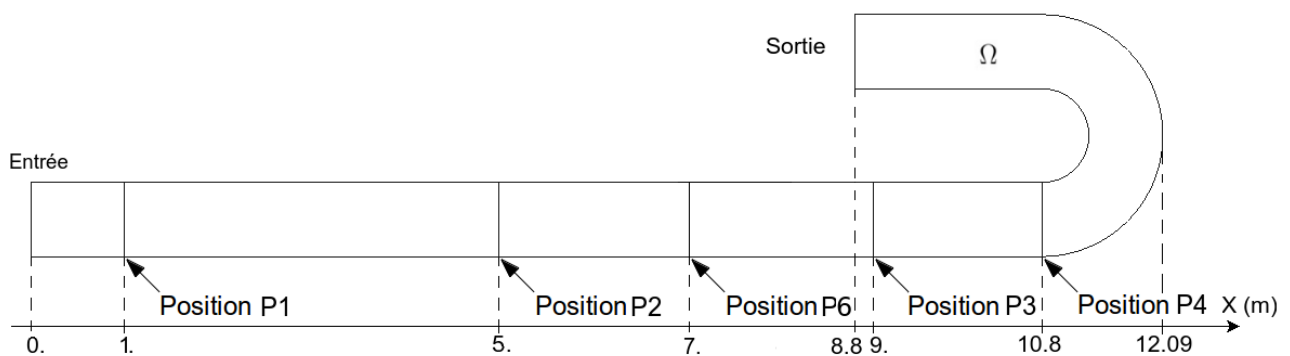 Sortie
Ω
Entrée
Position P1
Position P2
Position P6
Position P3
Position P4
X (m)
0.
1.
5.
7.
8.8
9.
10.8
12.09